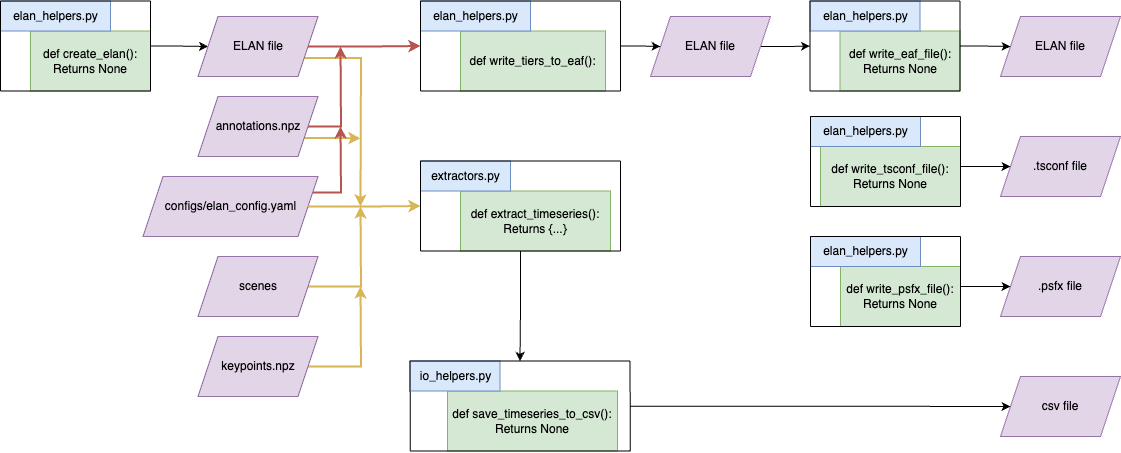 elan_helpers.py
def create_elan():
Returns None
ELAN file
elan_helpers.py
def write_tiers_to_eaf():
ELAN file
elan_helpers.py
def write_eaf_file():
Returns None
ELAN file
annotations.npz
elan_helpers.py
def write_tsconf_file():
Returns None
.tsconf file
configs/elan_config.yaml
extractors.py
def extract_timeseries():
Returns {...}
scenes
elan_helpers.py
def write_psfx_file():
Returns None
.psfx file
keypoints.npz
io_helpers.py
def save_timeseries_to_csv():
Returns None
csv file